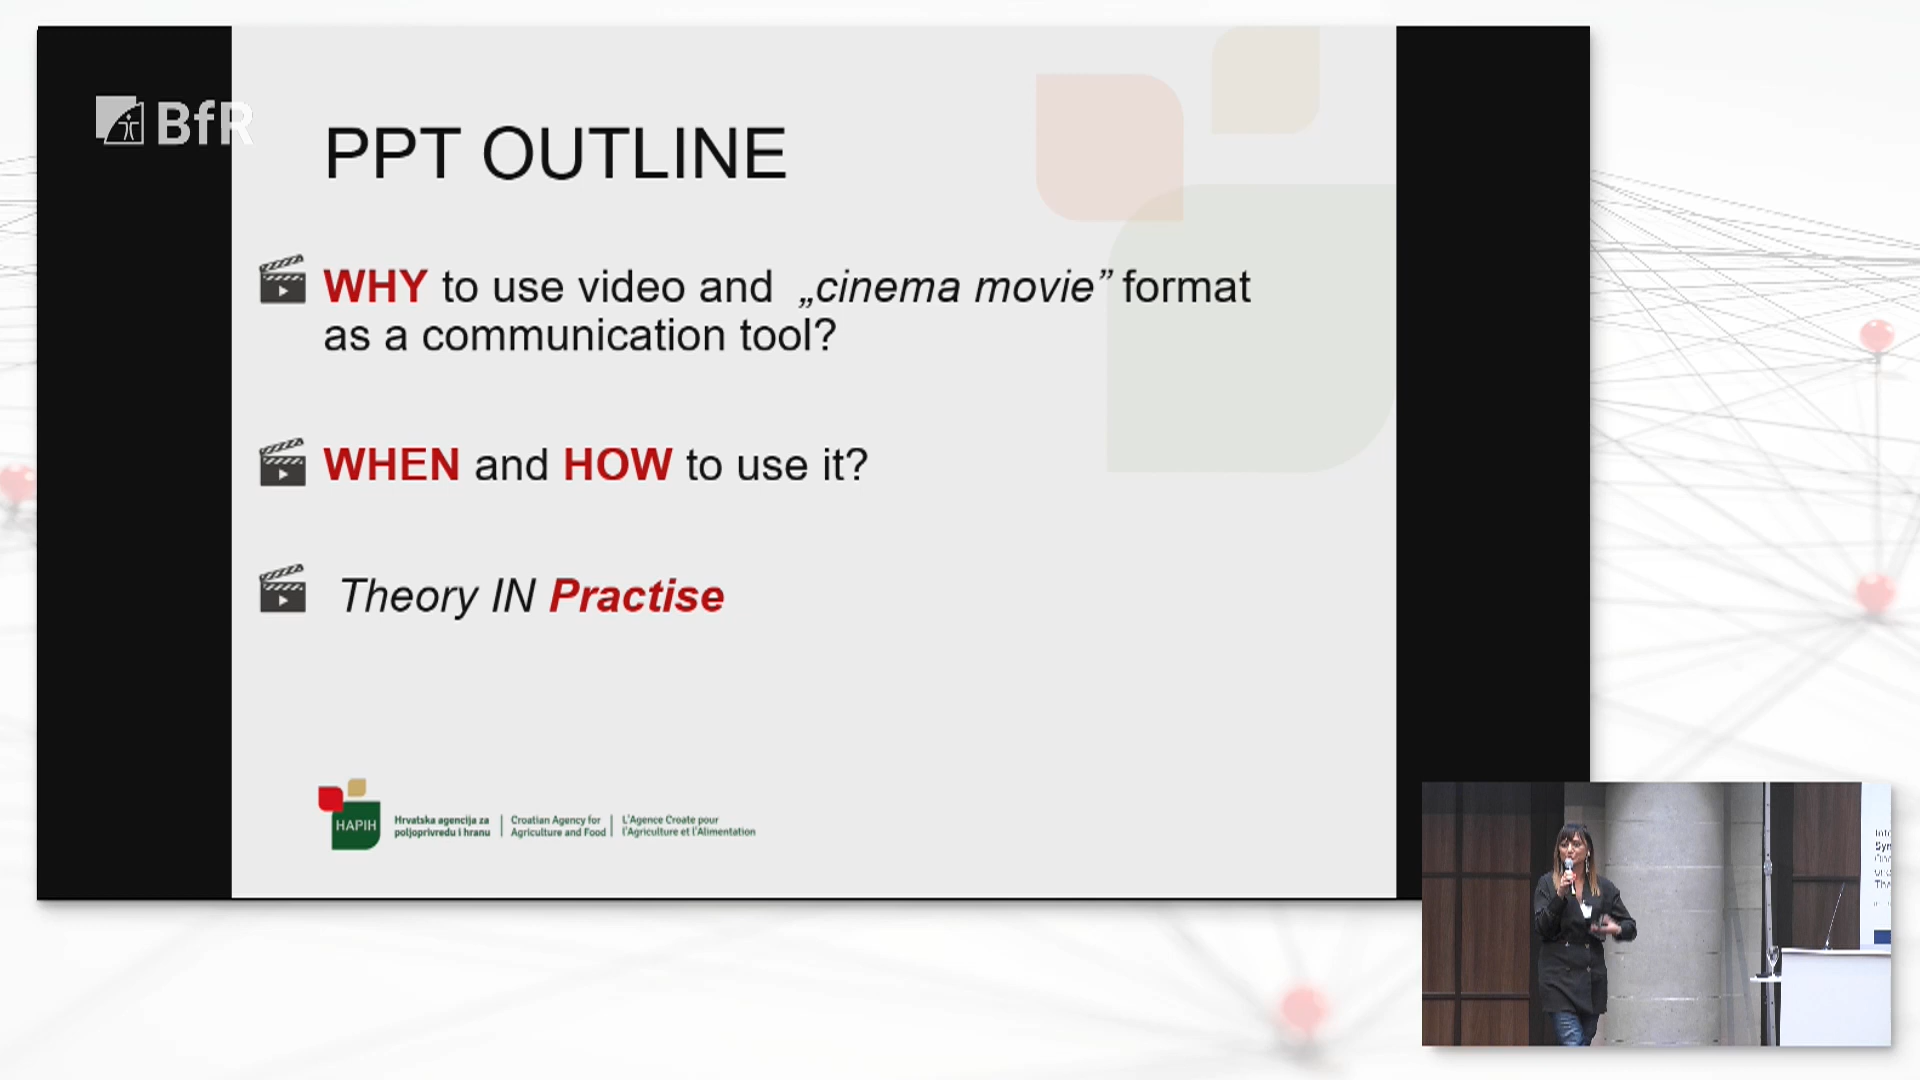 BfR
PPT OUTLINE
WHY to use video and „cinema movie” format
as a communication tool?
WHEN and HOW to use it?
Theory IN Practise
HAPIH
Hrvatska agencija za
poljoprivredu i hranu
Croatian Agency for
Agriculture and Food
L'Agence Croate pour
l'Agriculture et l'Alimentation